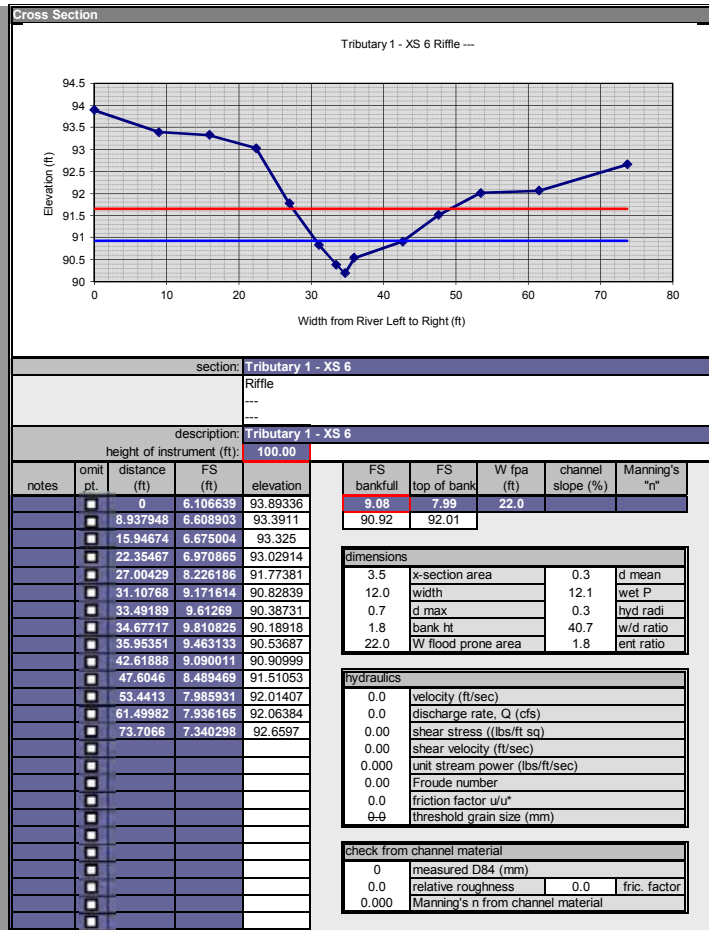 Cross Section
Tributary 1 - XS 6 Riffle ---
94.5
94
93.5
93
92.5
92
91.5
91
90.5
90
Elevation (ft)
0 10 20 30 40 50 60 70 80
Width from River Left to Right (ft)
section: Tributary 1 - XS 6
Riffle
---
---
description: Tributary 1 - XS 6
height of instrument (ft): 100.00
notes omit pt. distance (ft) FS (ft) elevation
0 6.106639 93.89336
8.937948 6.608903 93.3911
15.94674 6.675004 93.325
22.35467 6.970865 93.02914
27.00429 8.226186 91.77381
31.10768 9.171614 90.82839
33.49189 9.61269 90.38731
34.67717 9.810825 90.18918
35.95351 9.463133 90.53687
42.61888 9.090011 90.90999
47.6046 8.489469 91.51053
53.4413 7.985931 92.01407
61.49982 7.936165 92.06384
73.7066 7.340298 92.6597
FS bankfull FS top of bank W fpa (ft) channel slope (%) Manning's "n"
9.08 7.99 22.0
90.92 92.01
dimensions
3.5 x-section area 0.3 d mean
12.0 width 12.1 wet P
0.7 d max 0.3 hyd radi
1.8 bank ht 40.7 w/d ratio
22.0 W flood prone area 1.8 ent ratio
hydraulics
0.0 velocity (ft/sec)
0.0 discharge rate, Q (cfs)
0.00 shear stress ((lbs/ft sq)
0.00 shear velocity (ft/sec)
0.000 unit stream power (lbs/ft/sec)
0.00 Froude number
0.0 friction factor u/u*
0.0 threshold grain size (mm)
check from channel material
0 measured D84 (mm)
0.0 relative roughness 0.0 fric. factor
0.000 Manning's n from channel material